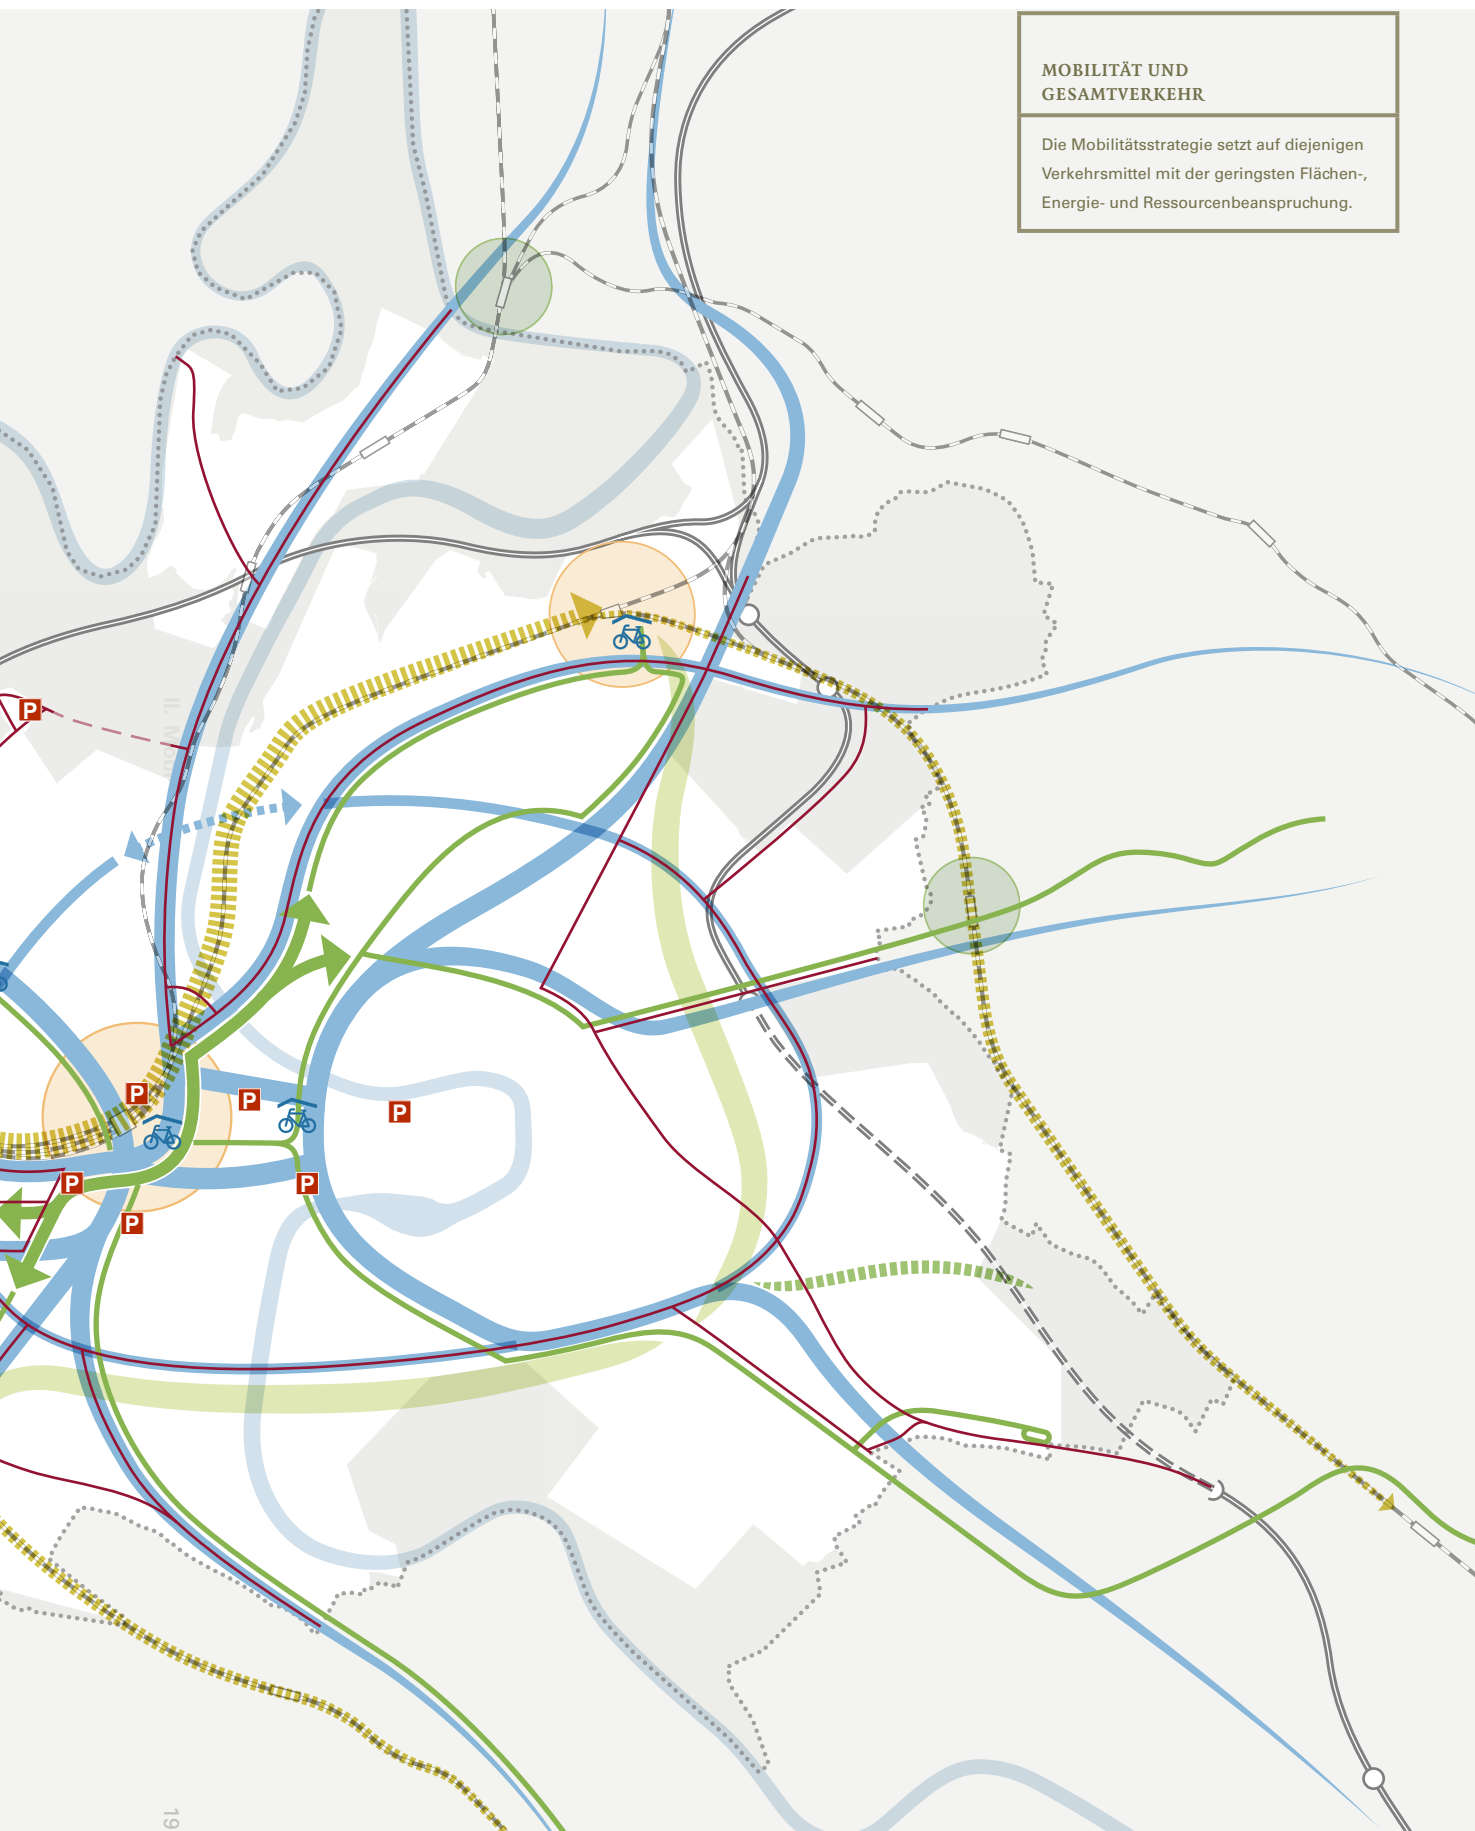 MOBILITÄT UND
GESAMTVERKEHR
Die Mobilitätsstrategie setzt auf diejenigen
Verkehrsmittel mit der geringsten Flächen-,
Energie- und Ressourcenbeanspruchung.
P
P
P
P
P
P
P
19